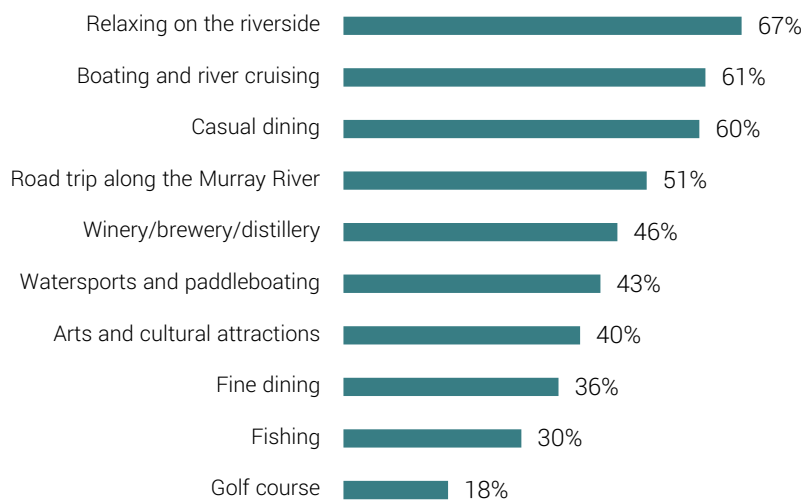 Relaxing on the riverside 67%
Boating and river cruising 61%
Casual dining 60%
Road trip along the Murray River 51%
Winery/brewery/distillery 46%
Watersports and paddleboating 43%
Arts and cultural attractions 40%
Fine dining 36%
Fishing 30%
Golf course 18%